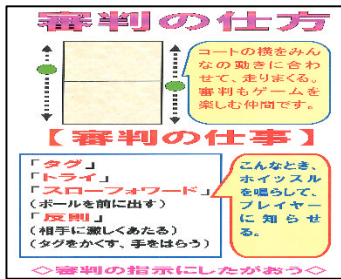 審判の仕方
コートの横をみん
なの動きに合わ
せて、走りまくる。
審判もゲームを
楽しむ仲間です。
【審判の仕事】
「タグ」
「トライ」
「スローフォワード」
(ボールを前に出す)
「反則」
(相手に激しくあたる)
(タグをかくす、手をはらう)
こんなとき、
ホイッスル
を鳴らして、
プレイヤー
に知らせ
る。
◇審判の指示にしたがおう◇